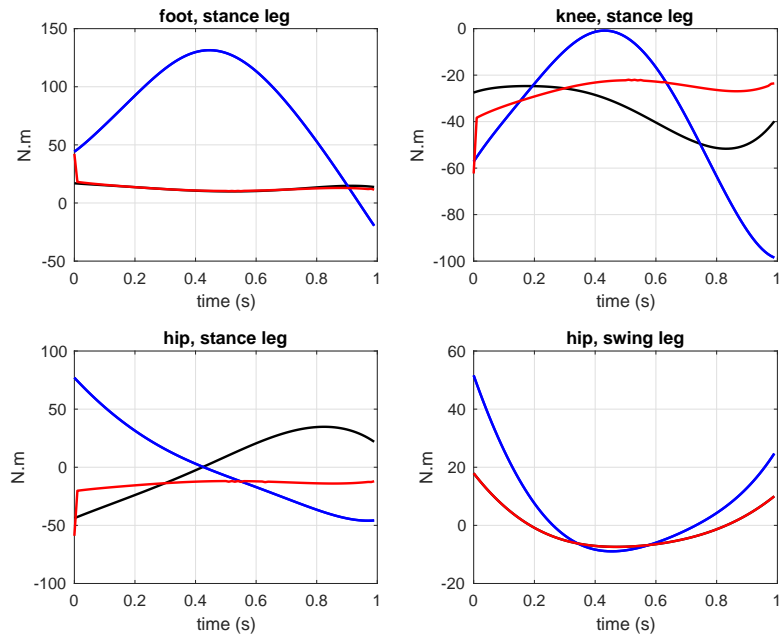 foot, stance leg
150
100
50
0
-50
N.m
0 0.2 0.4 0.6 0.8 1
time (s)
knee, stance leg
0
-20
-40
-60
-80
-100
N.m
0 0.2 0.4 0.6 0.8 1
time (s)
hip, stance leg
100
50
0
-50
-100
N.m
0 0.2 0.4 0.6 0.8 1
time (s)
hip, swing leg
60
40
20
0
-20
N.m
0 0.2 0.4 0.6 0.8 1
time (s)